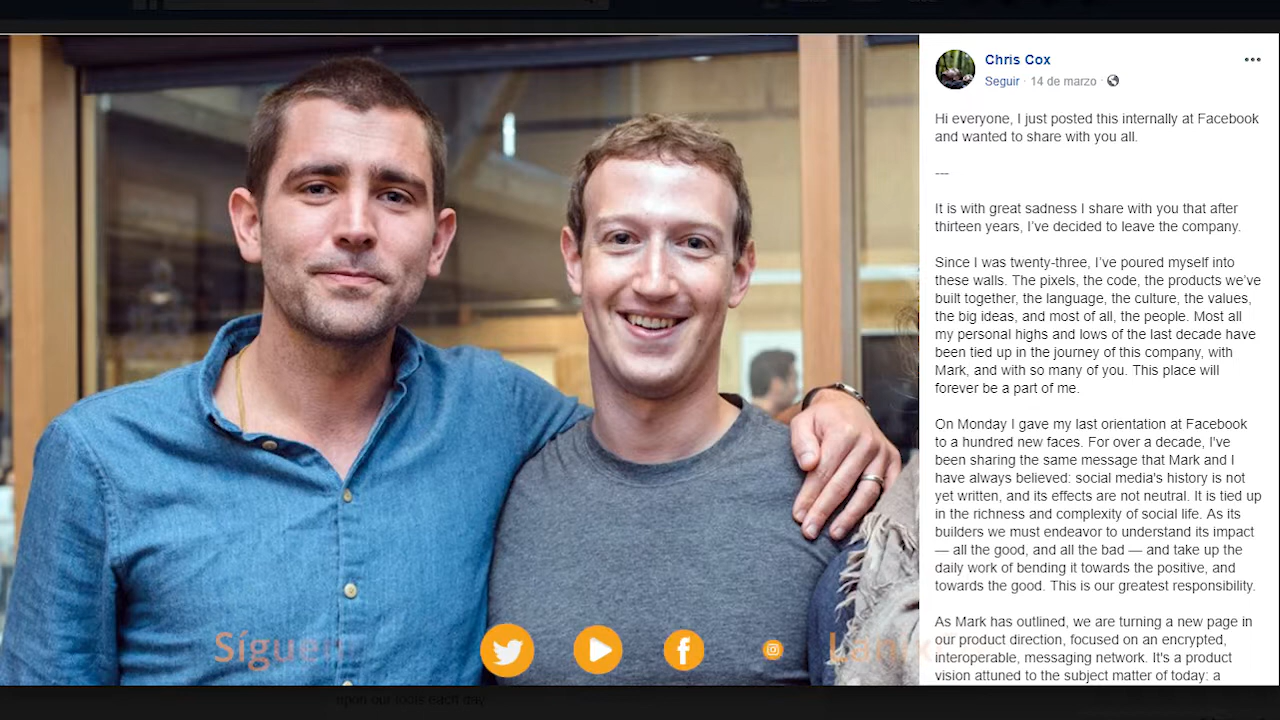 Chris Cox
Seguir · 14 de marzo ·
Hi everyone, I just posted this internally at Facebook
and wanted to share with you all.
---
It is with great sadness I share with you that after
thirteen years, I've decided to leave the company.
Since I was twenty-three, I've poured myself into
these walls. The pixels, the code, the products we've
built together, the language, the culture, the values,
the big ideas, and most of all, the people. Most all
my personal highs and lows of the last decade have
been tied up in the journey of this company, with
Mark, and with so many of you. This place will
forever be a part of me.
On Monday I gave my last orientation at Facebook
to a hundred new faces. For over a decade, I've
been sharing the same message that Mark and I
have always believed: social media's history is not
yet written, and its effects are not neutral. It is tied up
in the richness and complexity of social life. As its
builders we must endeavor to understand its impact
— all the good, and all the bad — and take up the
daily work of bending it towards the positive, and
towards the good. This is our greatest responsibility.
As Mark has outlined, we are turning a new page in
our product direction, focused on an encrypted,
interoperable, messaging network. It's a product
vision attuned to the subject matter of today: a
upon our tools each day